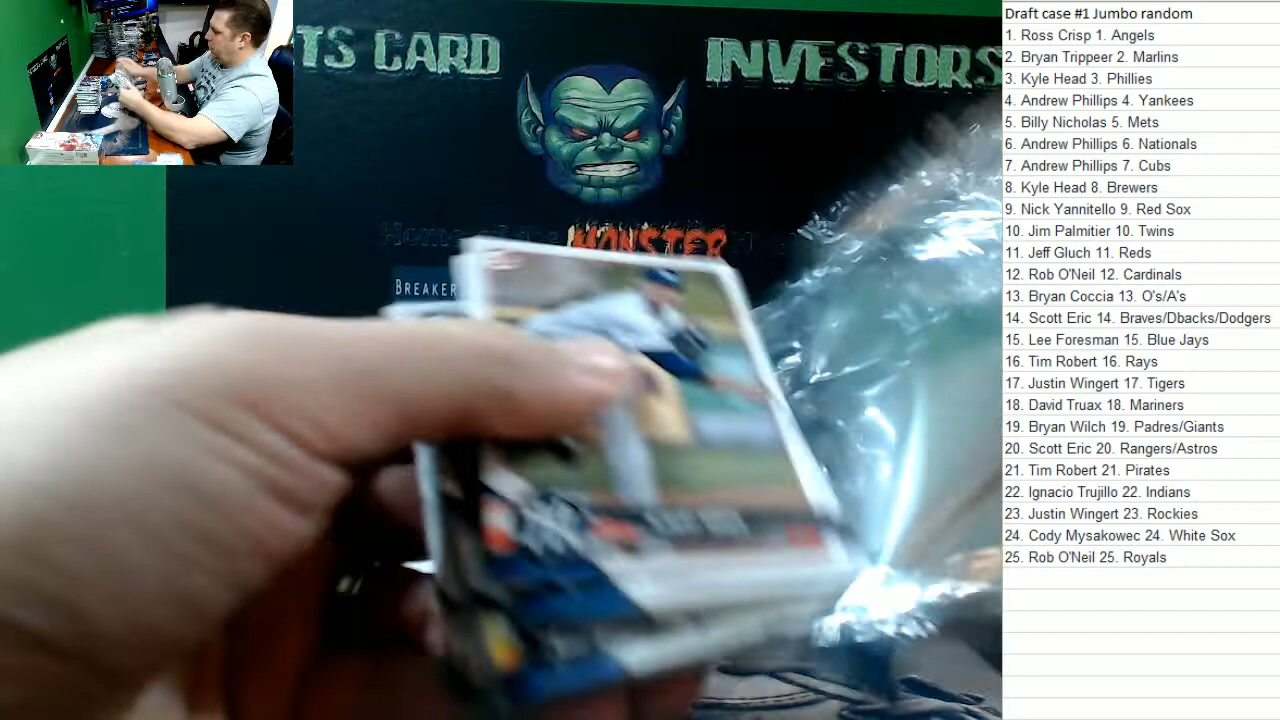 TS CARD INVESTORS
MONSTER
BREAKER
Draft case #1 Jumbo random
1. Ross Crisp 1. Angels
2. Bryan Trippeer 2. Marlins
3. Kyle Head 3. Phillies
4. Andrew Phillips 4. Yankees
5. Billy Nicholas 5. Mets
6. Andrew Phillips 6. Nationals
7. Andrew Phillips 7. Cubs
8. Kyle Head 8. Brewers
9. Nick Yannitello 9. Red Sox
10. Jim Palmitier 10. Twins
11. Jeff Gluch 11. Reds
12. Rob O'Neil 12. Cardinals
13. Bryan Coccia 13. O's/A's
14. Scott Eric 14. Braves/Dbacks/Dodgers
15. Lee Foresman 15. Blue Jays
16. Tim Robert 16. Rays
17. Justin Wingert 17. Tigers
18. David Truax 18. Mariners
19. Bryan Wilch 19. Padres/Giants
20. Scott Eric 20. Rangers/Astros
21. Tim Robert 21. Pirates
22. Ignacio Trujillo 22. Indians
23. Justin Wingert 23. Rockies
24. Cody Mysakowec 24. White Sox
25. Rob O'Neil 25. Royals